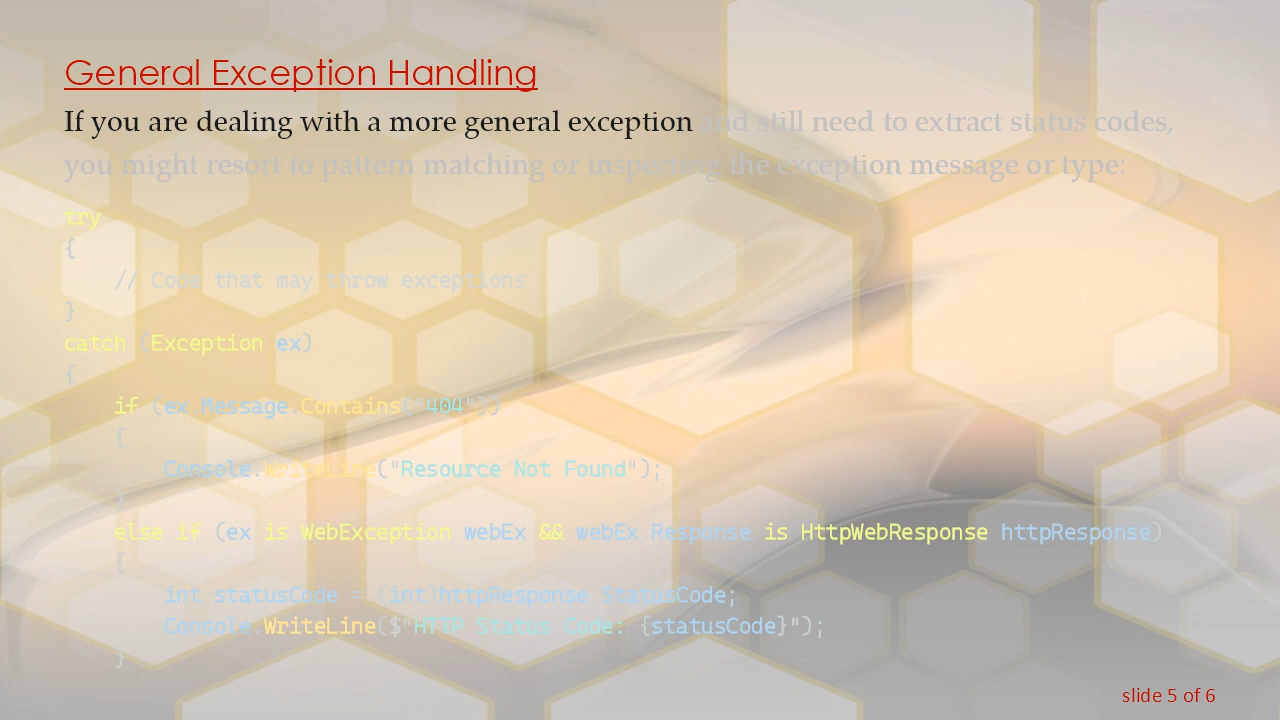 General Exception Handling
If you are dealing with a more general exception and still need to extract status codes,
you might resort to pattern matching or inspecting the exception message or type:
try
{
    // Code that may throw exceptions
}
catch (Exception ex)
{
    if (ex.Message.Contains("404"))
    {
        Console.WriteLine("Resource Not Found");
    }
    else if (ex is WebException webEx && webEx.Response is HttpWebResponse httpResponse)
    {
        int statusCode = (int)httpResponse.StatusCode;
        Console.WriteLine($"HTTP Status Code: {statusCode}");
    }
slide 5 of 6